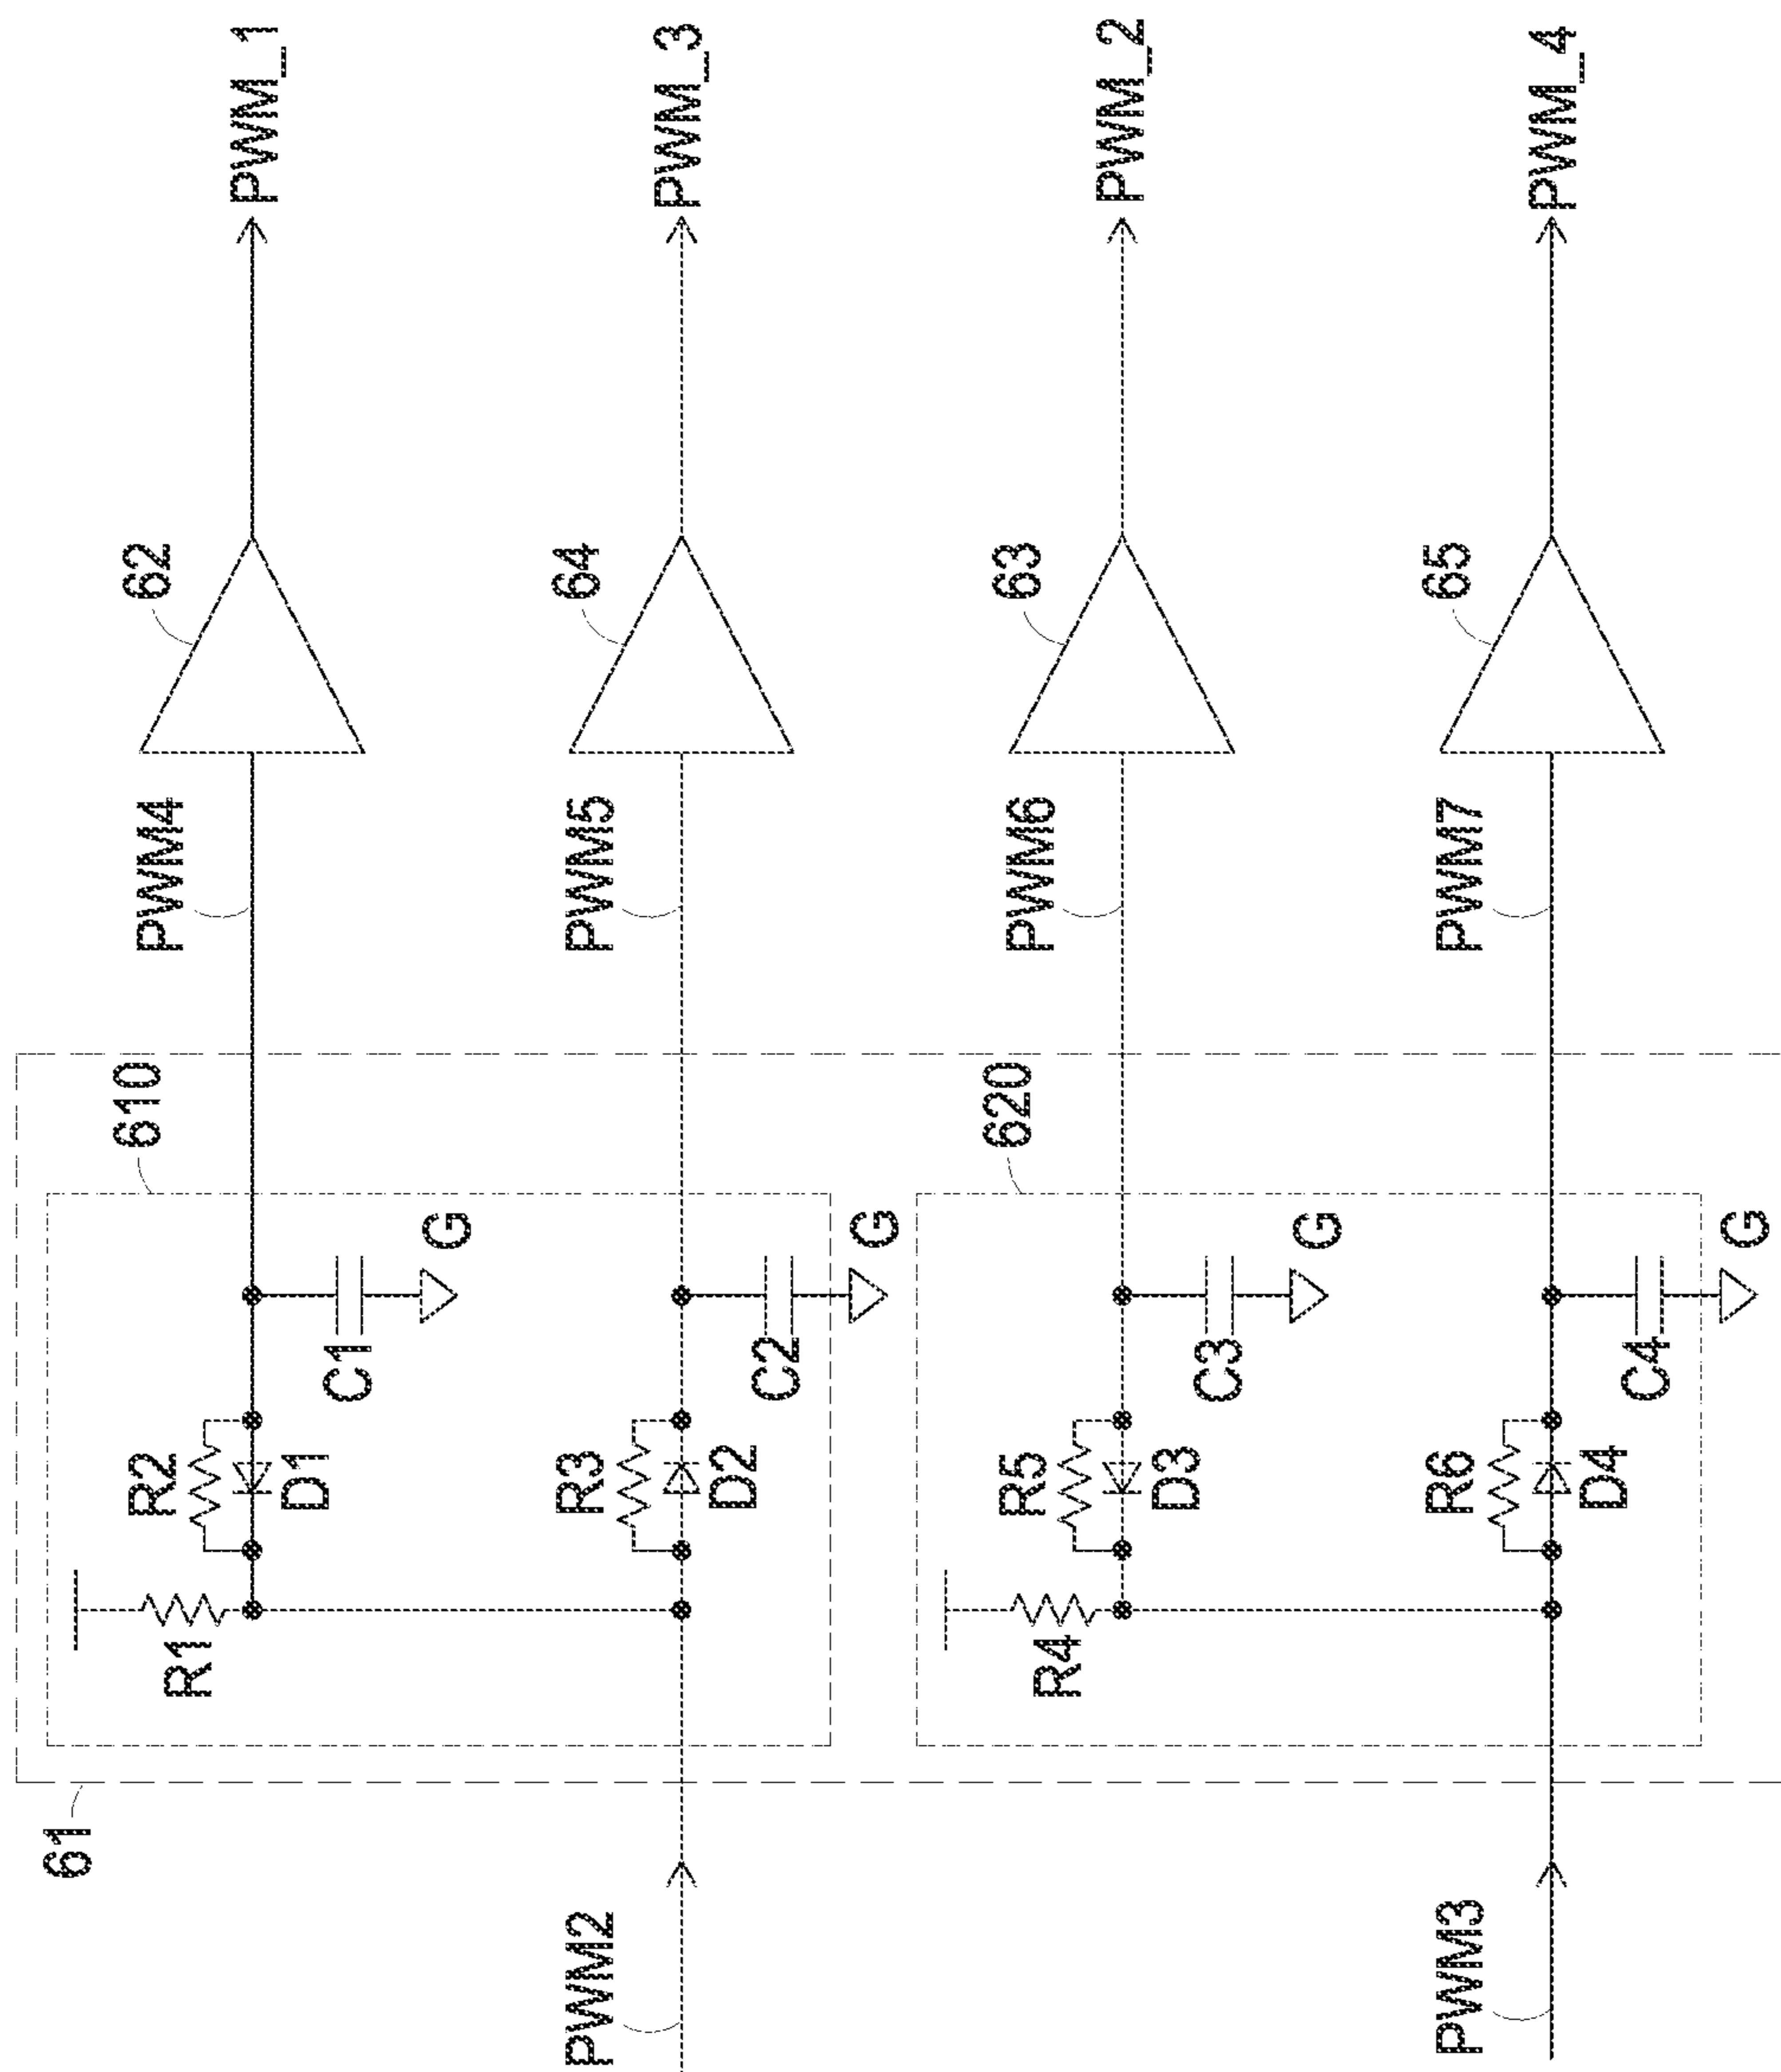 61
610
R1
R2
D1
C1
G
PWM4
62
PWM_1
PWM2
R3
D2
C2
G
PWM5
64
PWM_3
620
R4
R5
D3
C3
G
PWM6
63
PWM_2
PWM3
R6
D4
C4
G
PWM7
65
PWM_4